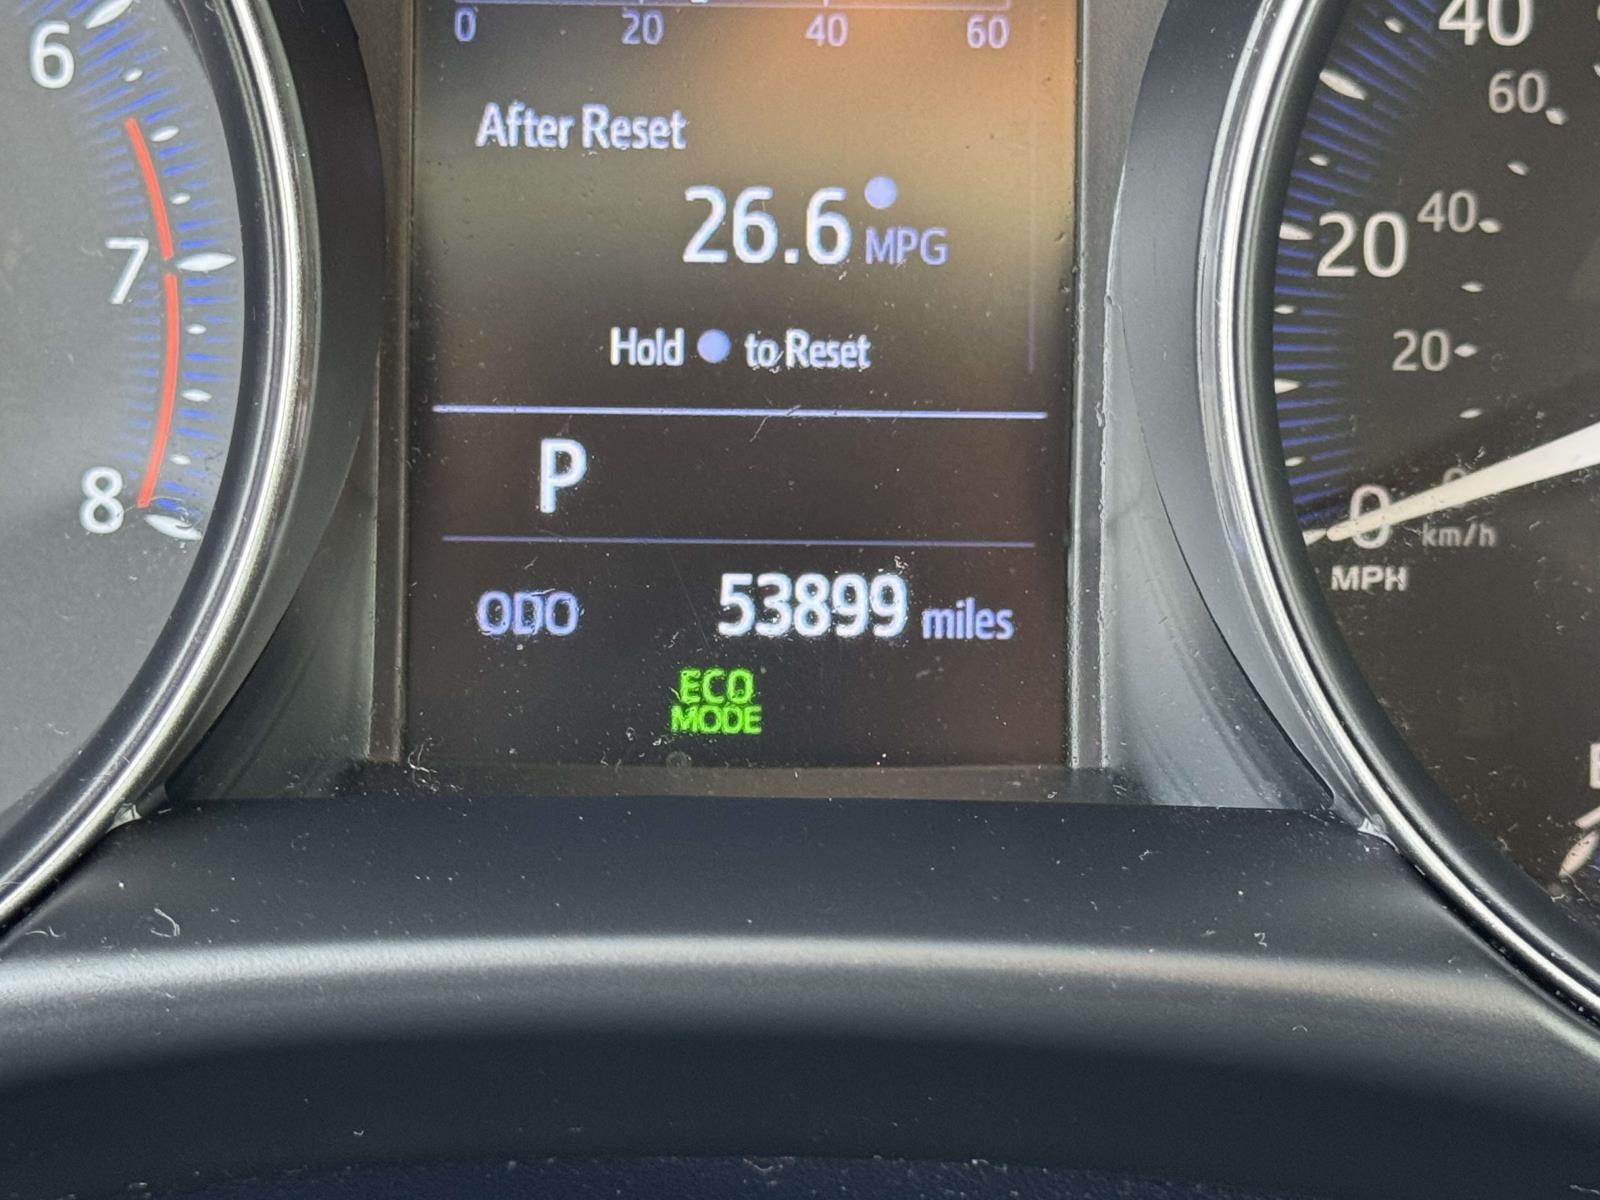 0 20 40 60
After Reset
26.6 MPG
Hold to Reset
P
ODO 53899 miles
ECO
MODE
6
7
8
40
60
20
40
20
0
0
km/h
MPH